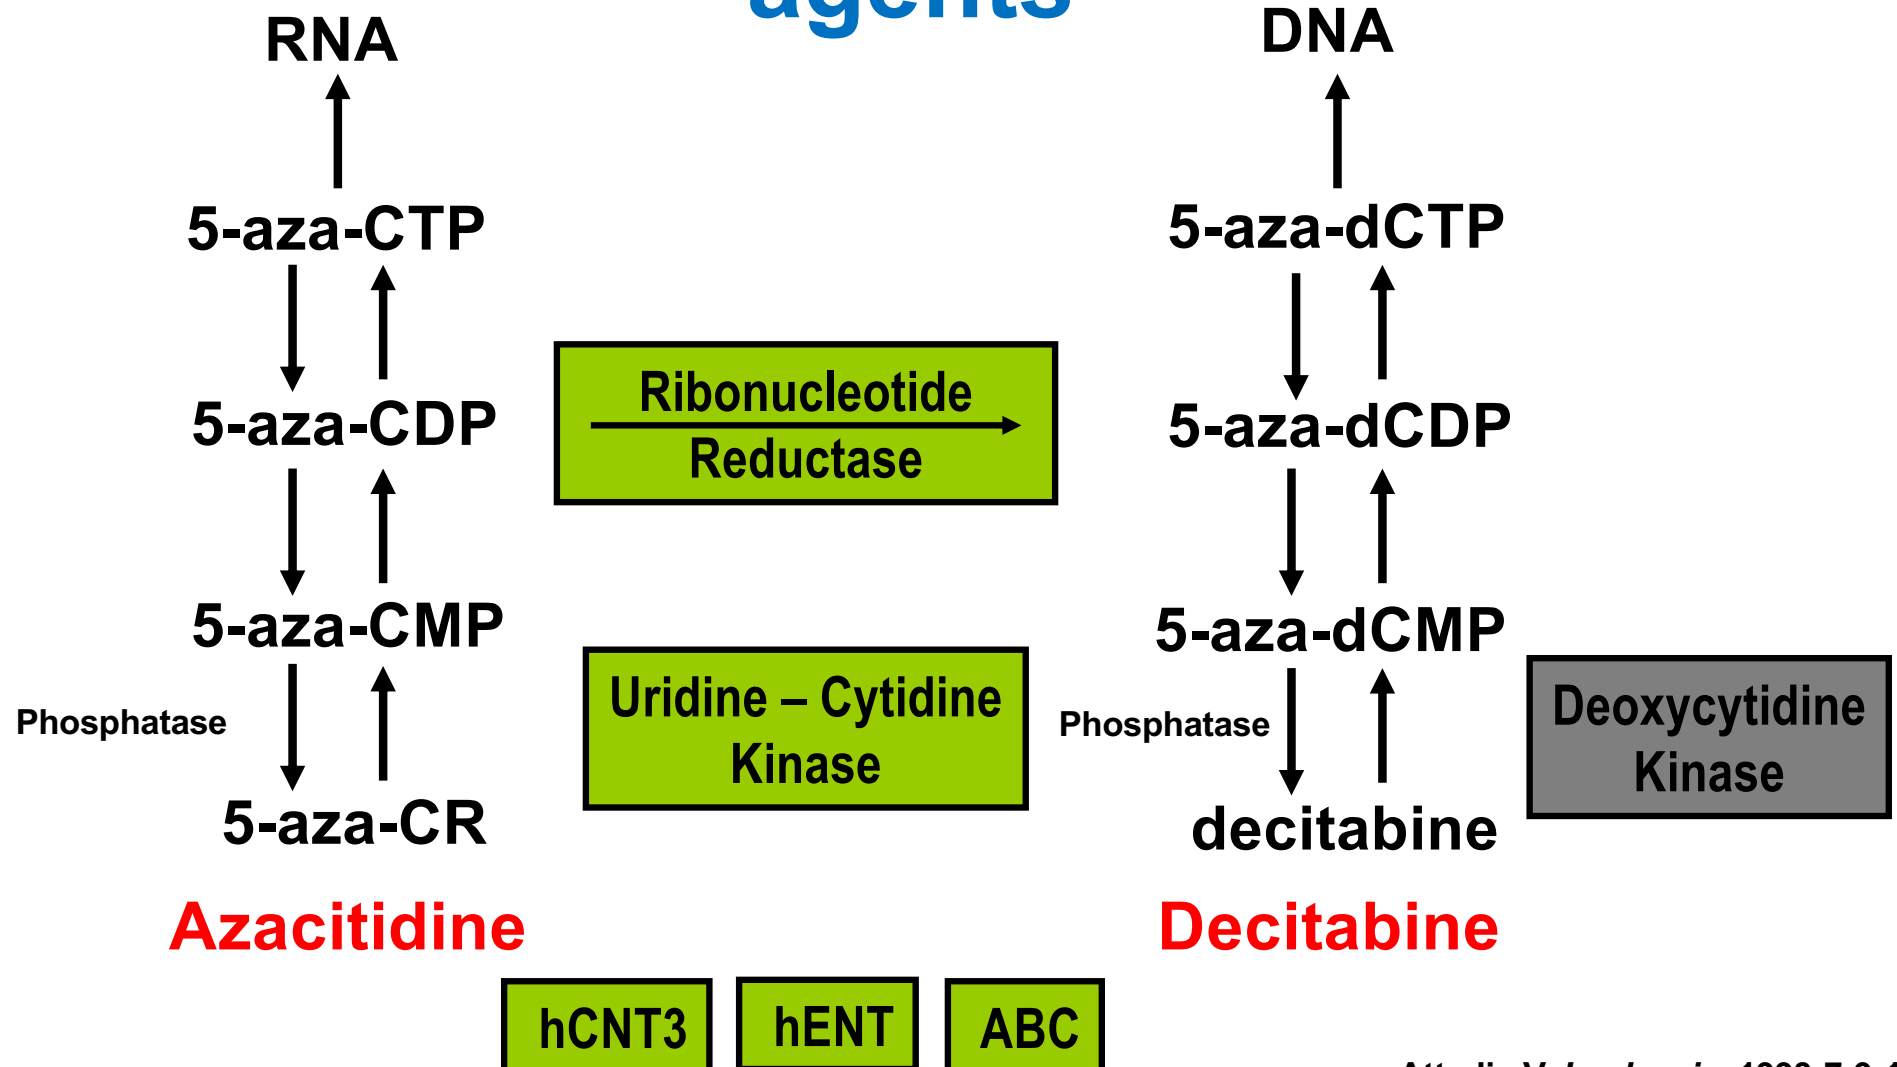 agents
RNA
DNA
5-aza-CTP
5-aza-dCTP
Ribonucleotide
Reductase
5-aza-CDP
5-aza-dCDP
5-aza-CMP
5-aza-dCMP
Uridine – Cytidine
Kinase
Deoxycytidine
Kinase
Phosphatase
Phosphatase
5-aza-CR
decitabine
Azacitidine
Decitabine
hCNT3
hENT
ABC